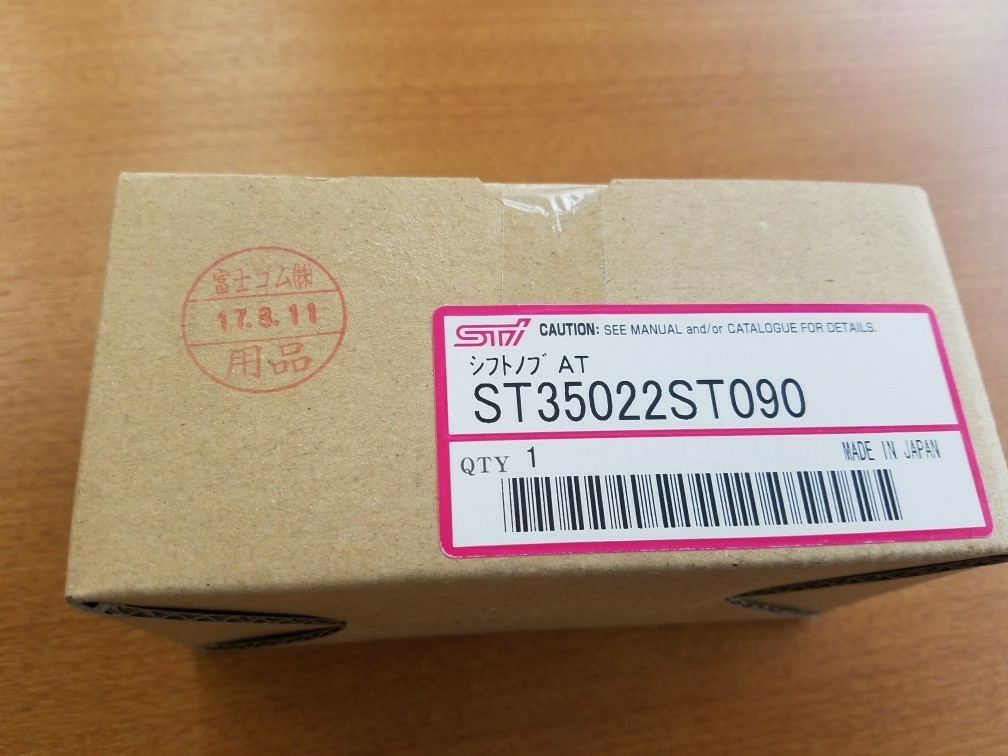 富士ゴム㈱
17.8.11
用品
STI CAUTION: SEE MANUAL and/or CATALOGUE FOR DETAILS.
ｼﾌﾄﾉﾌﾞ AT
ST35022ST090
QTY 1
MADE IN JAPAN